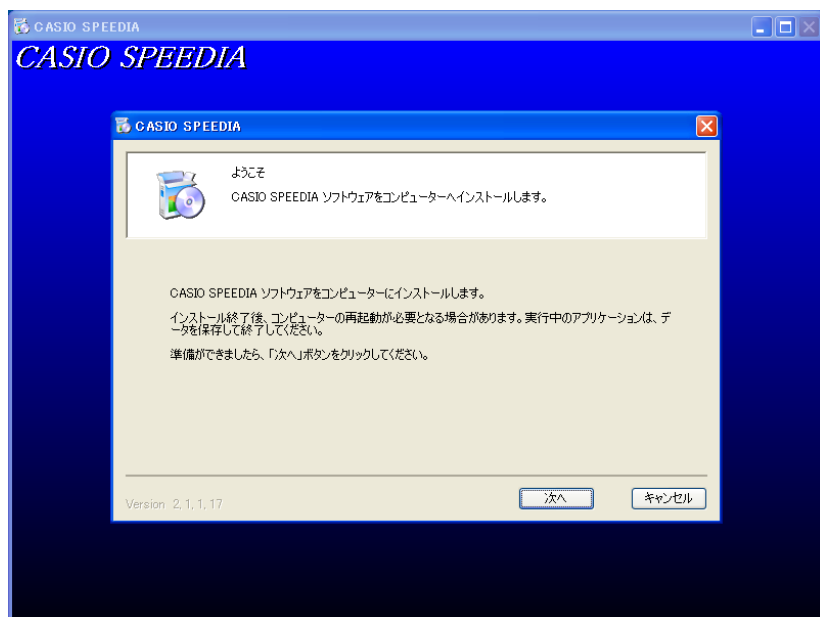 CASIO SPEEDIA
CASIO SPEEDIA
CASIO SPEEDIA
ようこそ
CASIO SPEEDIA ソフトウェアをコンピューターへインストールします。
CASIO SPEEDIA ソフトウェアをコンピューターにインストールします。
インストール終了後、コンピューターの再起動が必要となる場合があります。実行中のアプリケーションは、デ
ータを保存して終了してください。
準備ができましたら、「次へ」ボタンをクリックしてください。
Version 2, 1, 1, 17
次へ
キャンセル